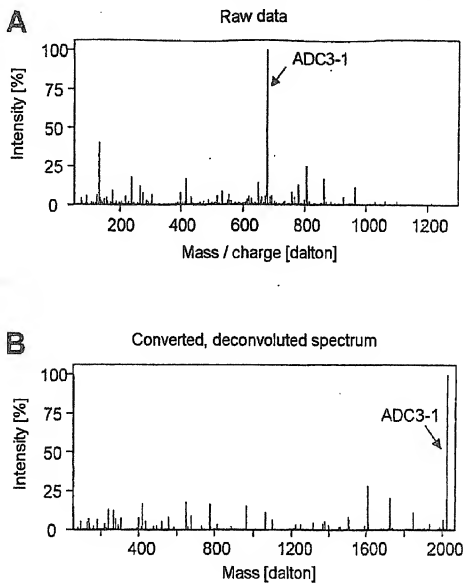 A
Raw data
ADC3-1
Intensity [%]
100
75
50
25
0
200
400
600
800
1000
1200
Mass / charge [dalton]
B
Converted, deconvoluted spectrum
ADC3-1
Intensity [%]
100
75
50
25
0
400
800
1200
1600
2000
Mass [dalton]